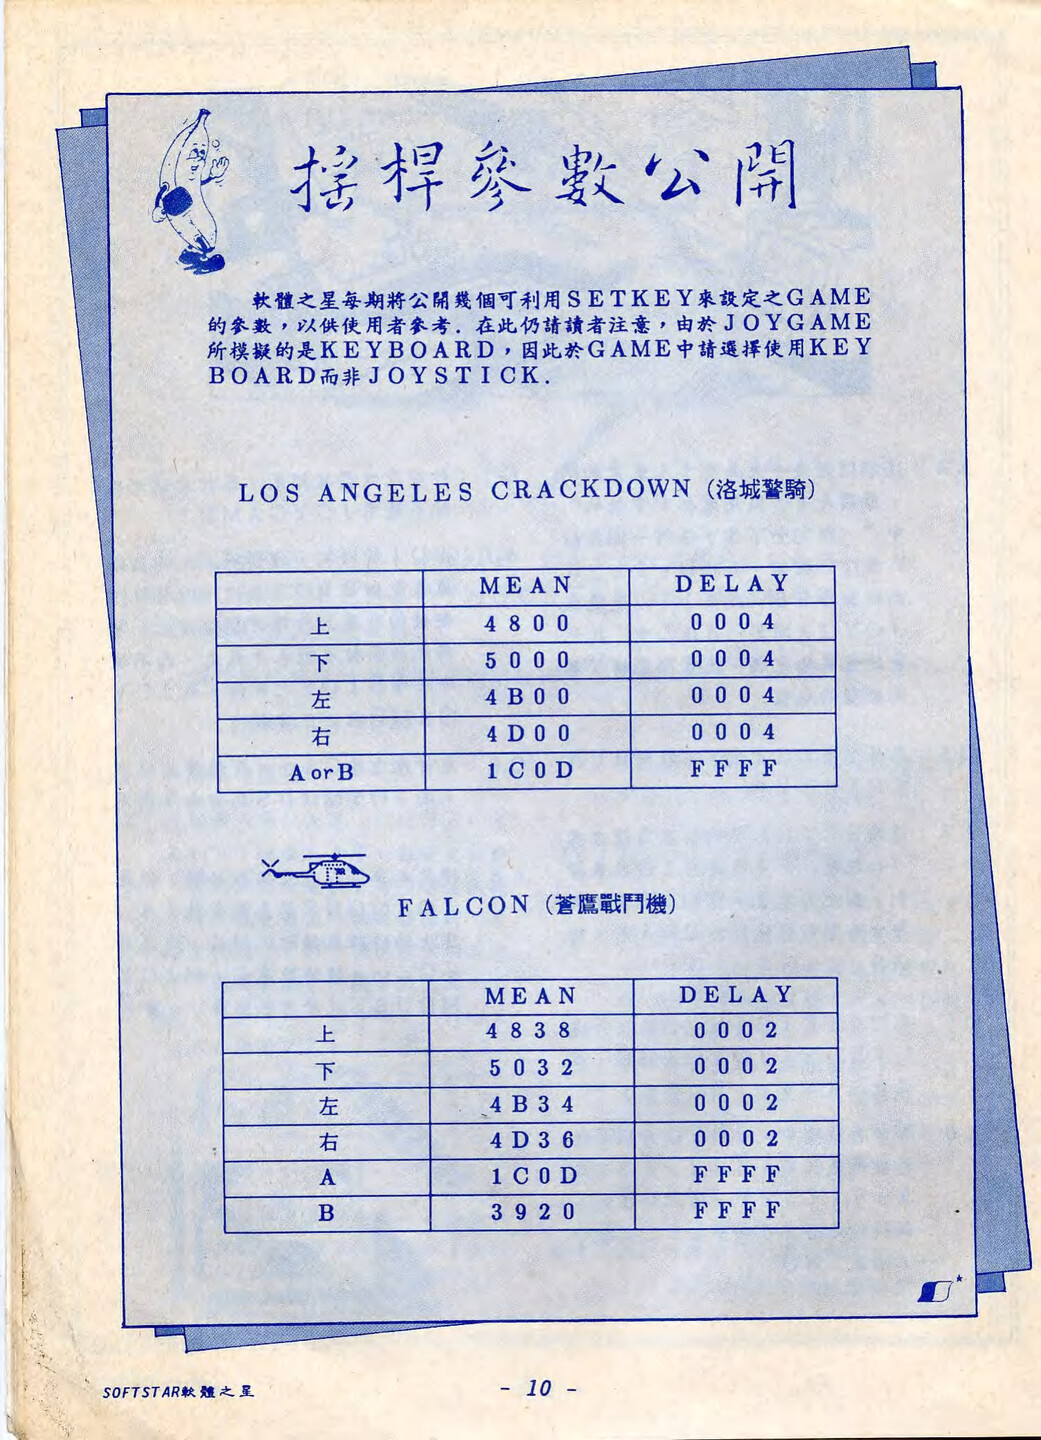 搖桿參數公開
軟體之星每期將公開幾個可利用SETKEY來設定之GAME
的參數，以供使用者參考．在此仍請讀者注意，由於JOYGAME
所模擬的是KEYBOARD，因此於GAME中請選擇使用KEY
BOARD而非JOYSTICK．
LOS ANGELES CRACKDOWN (洛城警騎)
MEAN DELAY
上 4800 0004
下 5000 0004
左 4B00 0004
右 4D00 0004
AorB 1C0D FFFF
FALCON (蒼鷹戰鬥機)
MEAN DELAY
上 4838 0002
下 5032 0002
左 4B34 0002
右 4D36 0002
A 1C0D FFFF
B 3920 FFFF
SOFTSTAR軟體之星
- 10 -